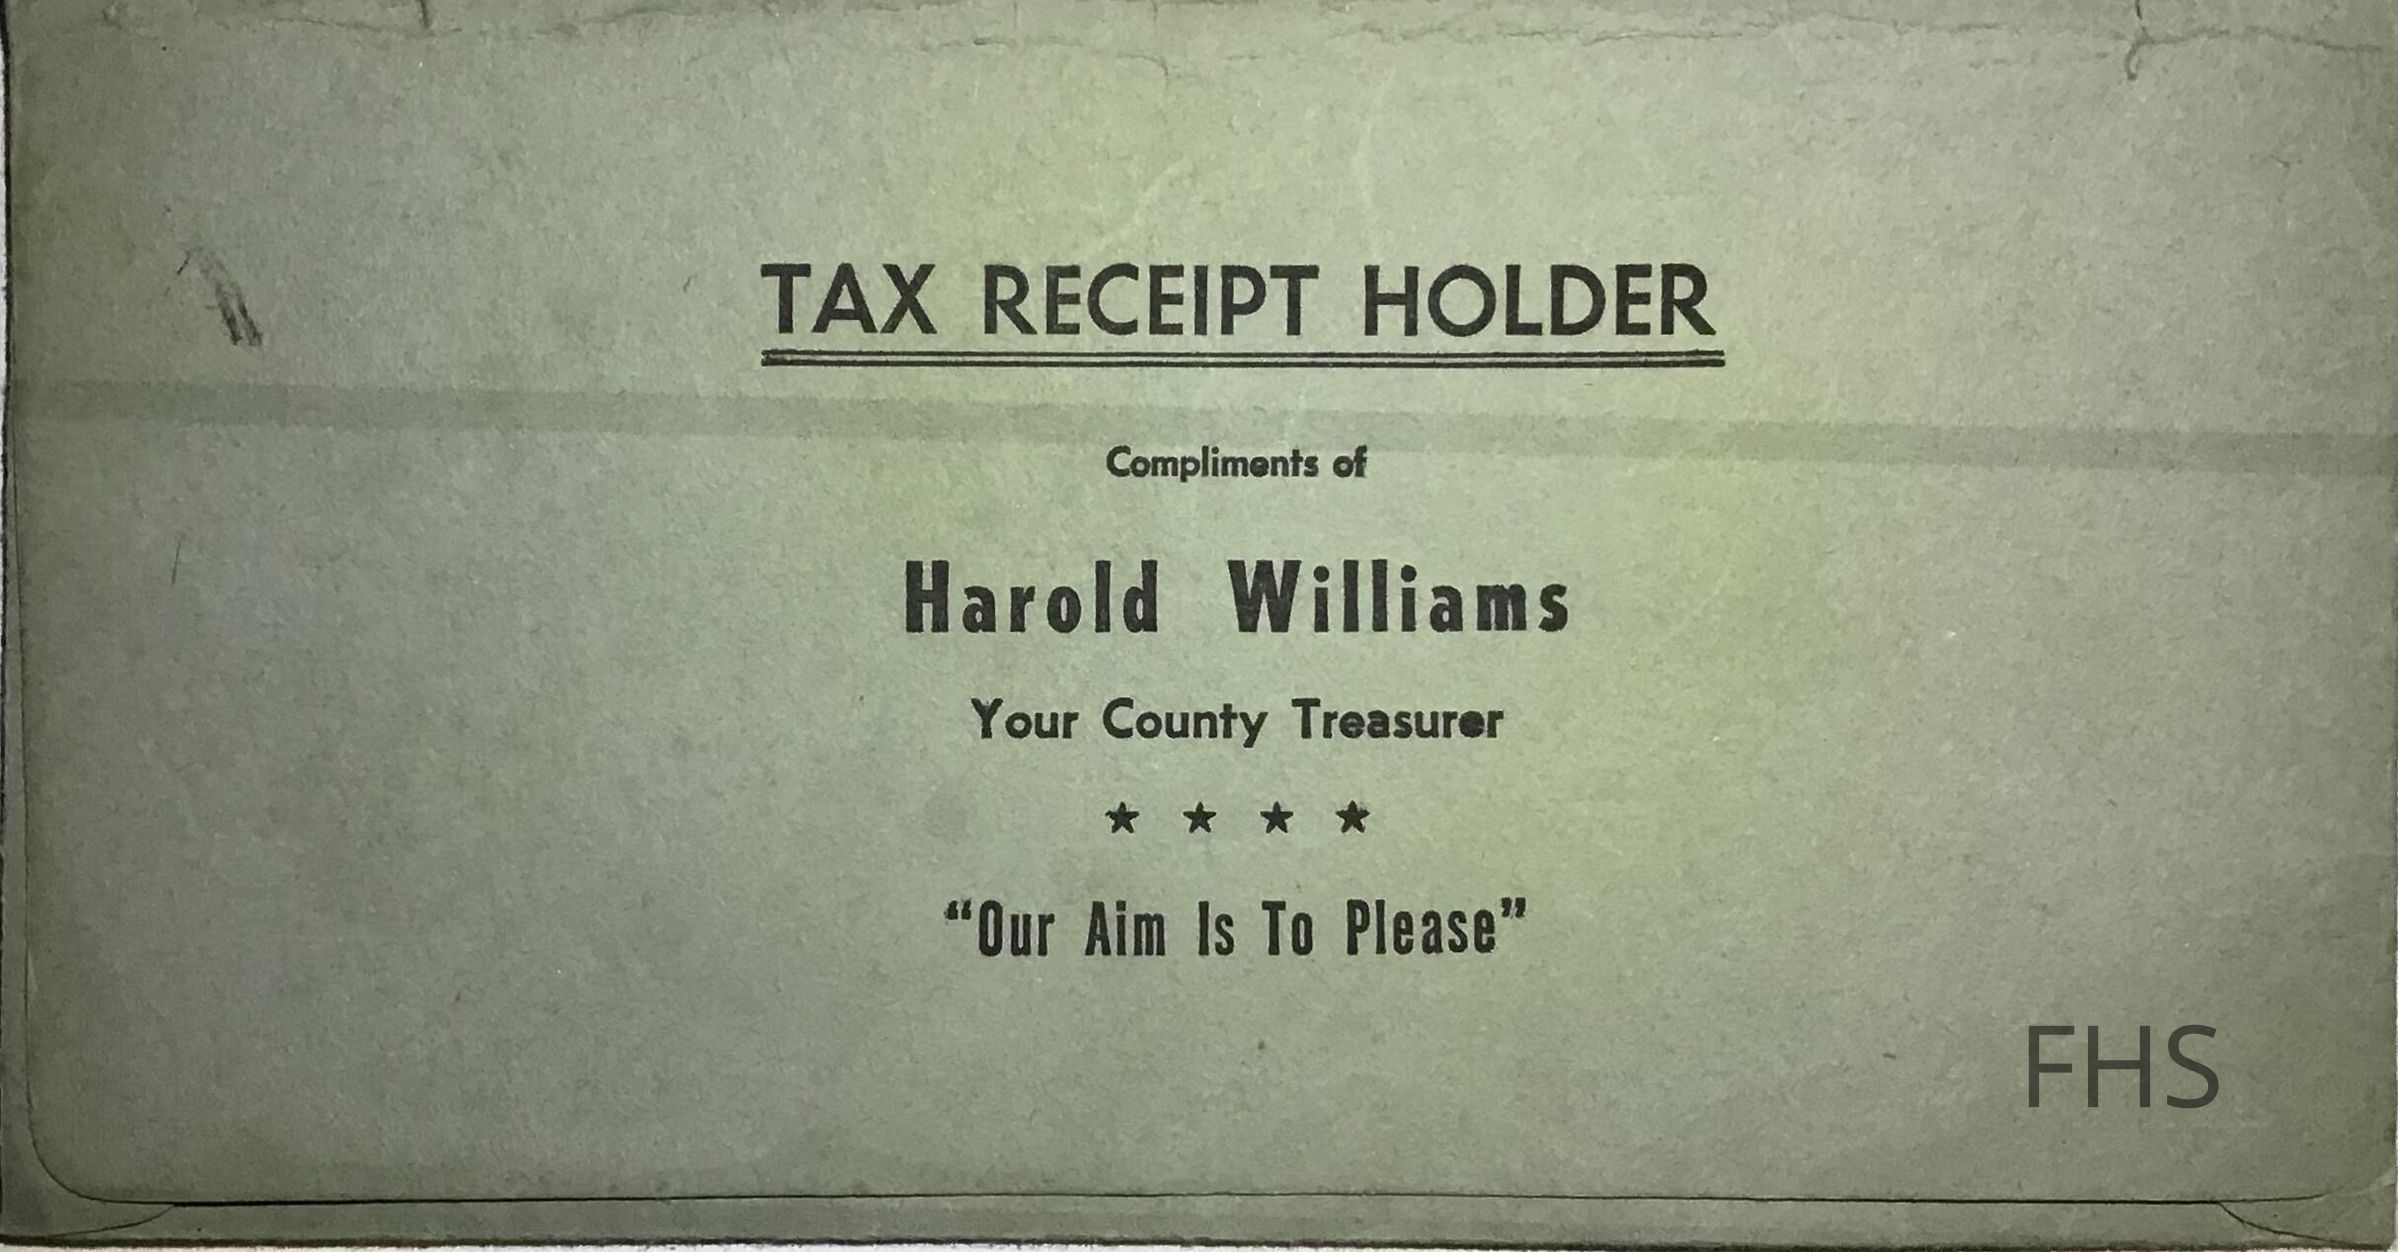 TAX RECEIPT HOLDER
Compliments of
Harold Williams
Your County Treasurer
★ ★ ★ ★
“Our Aim Is To Please”
FHS